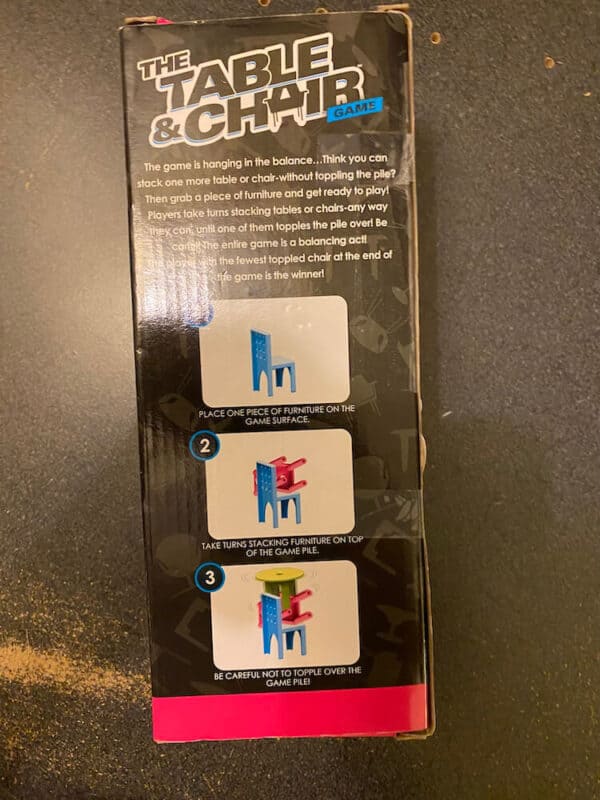 THE
TABLE
& CHAIR
GAME
The game is hanging in the balance...Think you can
stack one more table or chair-without toppling the pile?
Then grab a piece of furniture and get ready to play!
Players take turns stacking tables or chairs-any way
they can, until one of them topples the pile over! Be
The entire game is a balancing act!
with the fewest toppled chair at the end of
the game is the winner!
PLACE ONE PIECE OF FURNITURE ON THE
GAME SURFACE.
2
TAKE TURNS STACKING FURNITURE ON TOP
OF THE GAME PILE.
3
BE CAREFUL NOT TO TOPPLE OVER THE
GAME PILE!